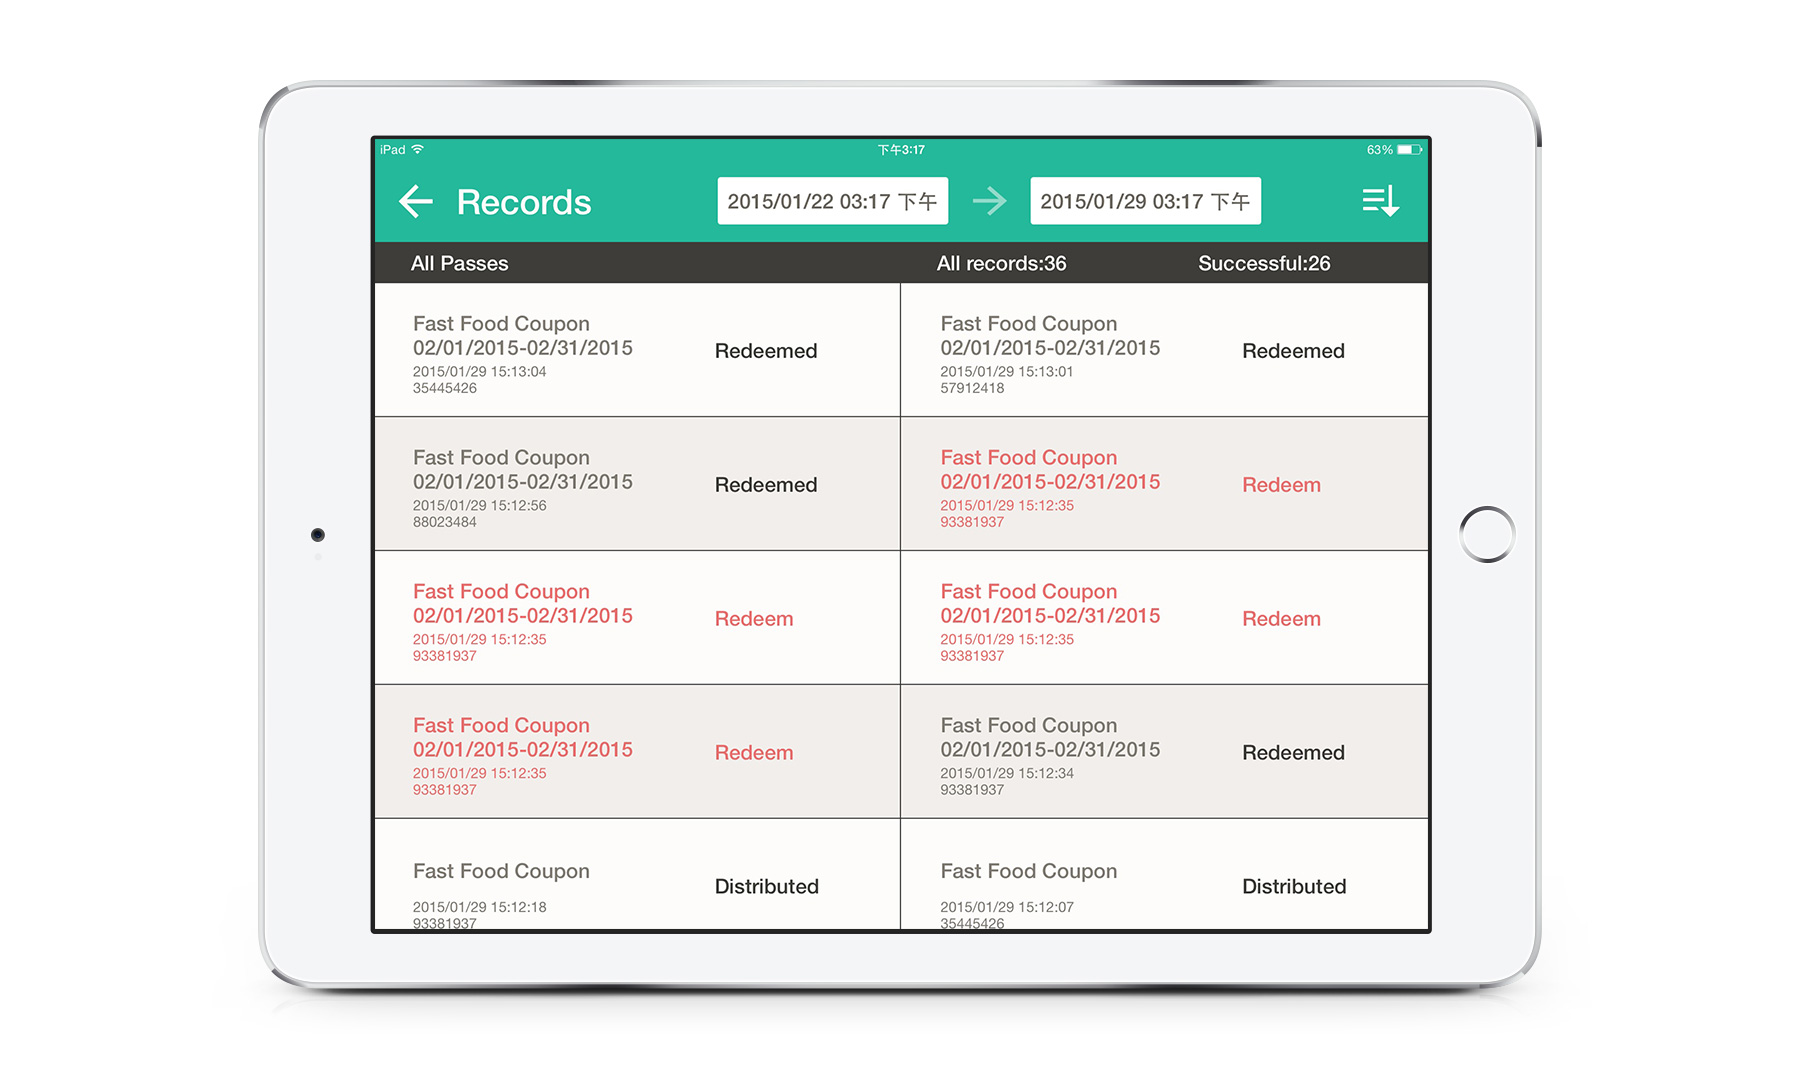 iPad
下午3:17
63%
Records
2015/01/22 03:17 下午
2015/01/29 03:17 下午
All Passes
All records:36
Successful:26
Fast Food Coupon
02/01/2015-02/31/2015
2015/01/29 15:13:04
35445426
Redeemed
Fast Food Coupon
02/01/2015-02/31/2015
2015/01/29 15:13:01
57912418
Redeemed
Fast Food Coupon
02/01/2015-02/31/2015
2015/01/29 15:12:56
88023484
Redeemed
Fast Food Coupon
02/01/2015-02/31/2015
2015/01/29 15:12:35
93381937
Redeem
Fast Food Coupon
02/01/2015-02/31/2015
2015/01/29 15:12:35
93381937
Redeem
Fast Food Coupon
02/01/2015-02/31/2015
2015/01/29 15:12:35
93381937
Redeem
Fast Food Coupon
02/01/2015-02/31/2015
2015/01/29 15:12:35
93381937
Redeem
Fast Food Coupon
02/01/2015-02/31/2015
2015/01/29 15:12:34
93381937
Redeemed
Fast Food Coupon
2015/01/29 15:12:18
93381937
Distributed
Fast Food Coupon
2015/01/29 15:12:07
35445426
Distributed